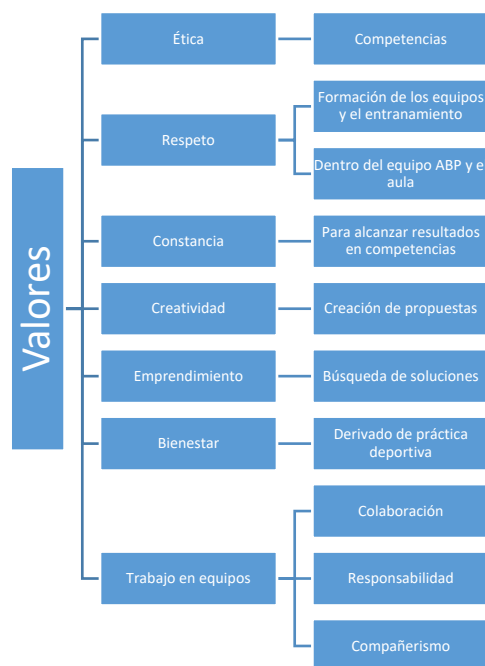 Valores
Ética
Competencias
Respeto
Formación de los equipos
y el entranamiento
Dentro del equipo ABP y e
aula
Constancia
Para alcanzar resultados
en competencias
Creatividad
Creación de propuestas
Emprendimiento
Búsqueda de soluciones
Bienestar
Derivado de práctica
deportiva
Trabajo en equipos
Colaboración
Responsabilidad
Compañerismo